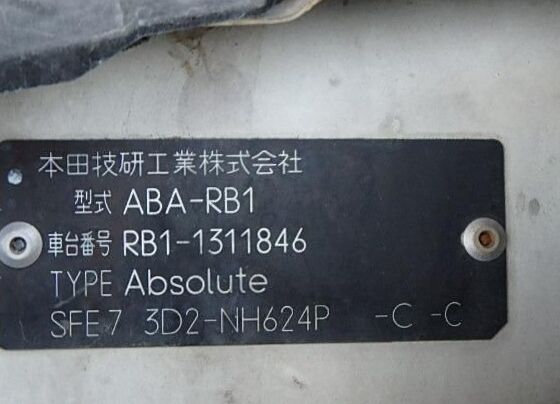 本田技研工業株式会社
型式 ABA-RB1
車台番号 RB1-1311846
TYPE Absolute
SFE7 3D2-NH624P -C -C